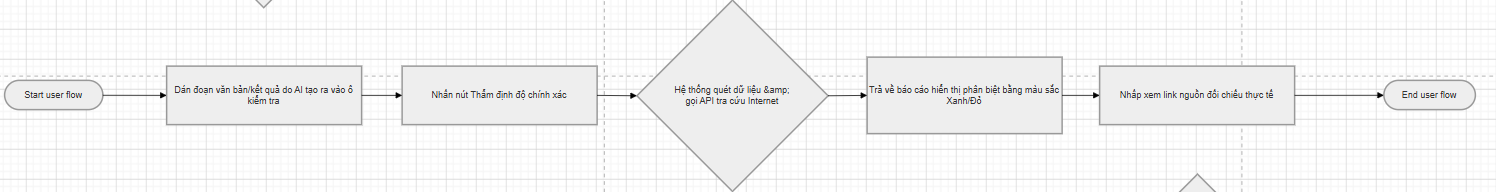 Start user flow
Dán đoạn văn bản/kết quả do AI tạo ra vào ô
kiểm tra
Nhấn nút Thẩm định độ chính xác
Hệ thống quét dữ liệu &amp;
gọi API tra cứu Internet
Trả về báo cáo hiển thị phân biệt bằng màu sắc
Xanh/Đỏ
Nhấp xem link nguồn đối chiếu thực tế
End user flow